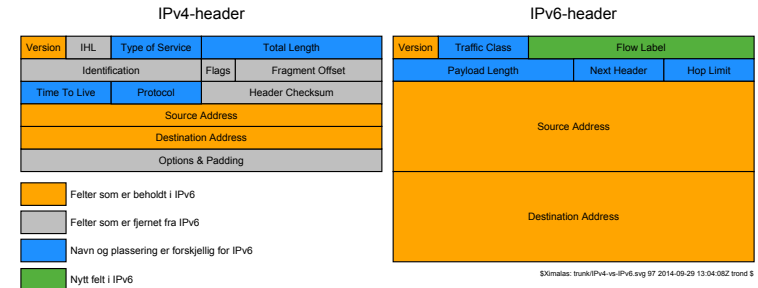 IPv4-header
Version IHL Type of Service Total Length
Identification Flags Fragment Offset
Time To Live Protocol Header Checksum
Source Address
Destination Address
Options & Padding
Felter som er beholdt i IPv6
Felter som er fjernet fra IPv6
Navn og plassering er forskjellig for IPv6
Nytt felt i IPv6
IPv6-header
Version Traffic Class Flow Label
Payload Length Next Header Hop Limit
Source Address
Destination Address
$Ximalas: trunk/IPv4-vs-IPv6.svg 97 2014-09-29 13:04:08Z trond $